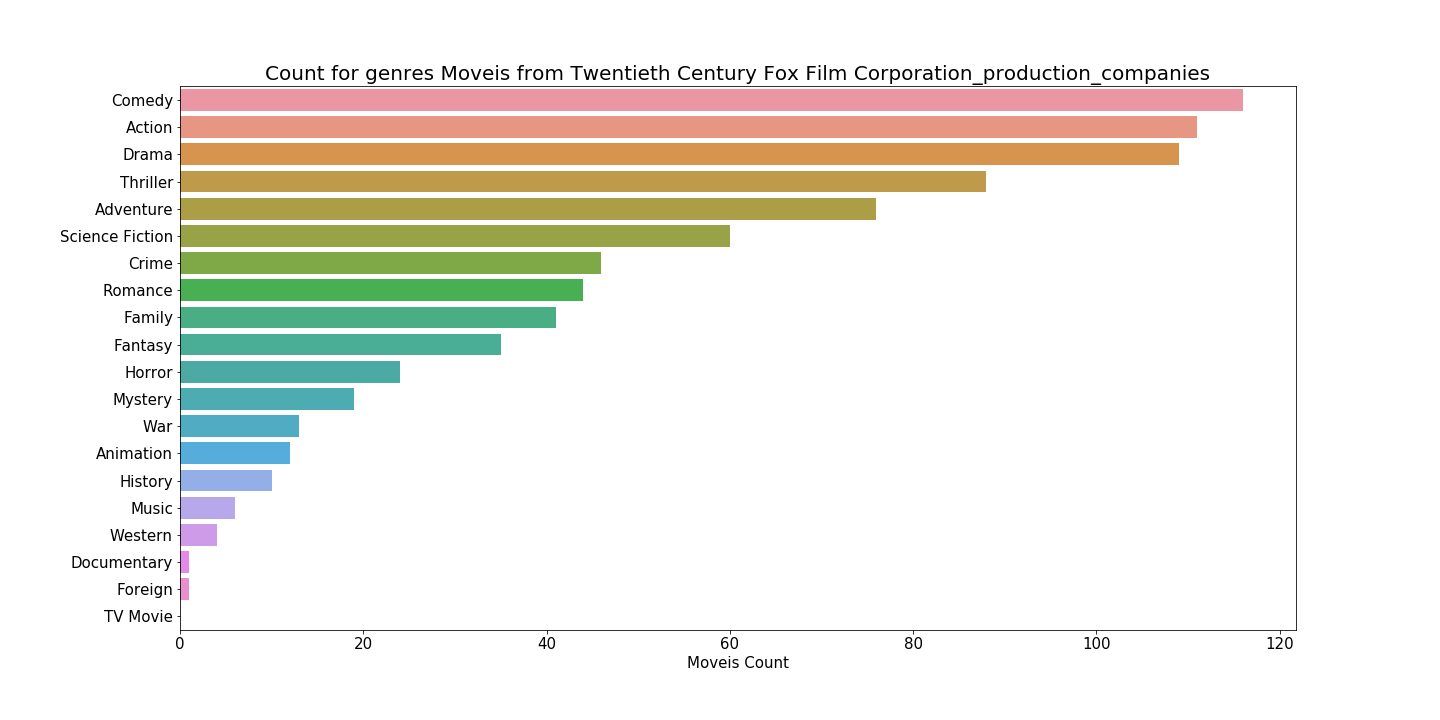 Count for genres Moveis from Twentieth Century Fox Film Corporation_production_companies
Comedy
Action
Drama
Thriller
Adventure
Science Fiction
Crime
Romance
Family
Fantasy
Horror
Mystery
War
Animation
History
Music
Western
Documentary
Foreign
TV Movie
0 20 40 60 80 100 120
Moveis Count